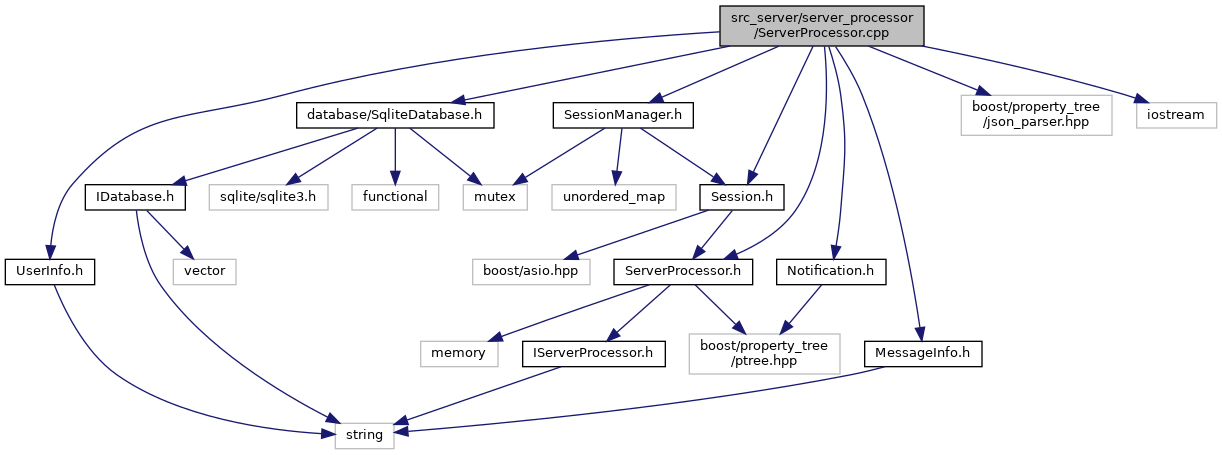 src_server/server_processor
/ServerProcessor.cpp
database/SqliteDatabase.h
SessionManager.h
boost/property_tree
/json_parser.hpp
iostream
IDatabase.h
sqlite/sqlite3.h
functional
mutex
unordered_map
Session.h
UserInfo.h
vector
boost/asio.hpp
ServerProcessor.h
Notification.h
memory
IServerProcessor.h
boost/property_tree
/ptree.hpp
MessageInfo.h
string